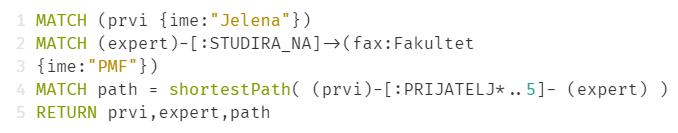 1 MATCH (prvi {ime:"Jelena"})
2 MATCH (expert)-[:STUDIRA_NA]->(fax:Fakultet
3 {ime:"PMF"})
4 MATCH path = shortestPath( (prvi)-[:PRIJATELJ*..5]- (expert) )
5 RETURN prvi,expert,path